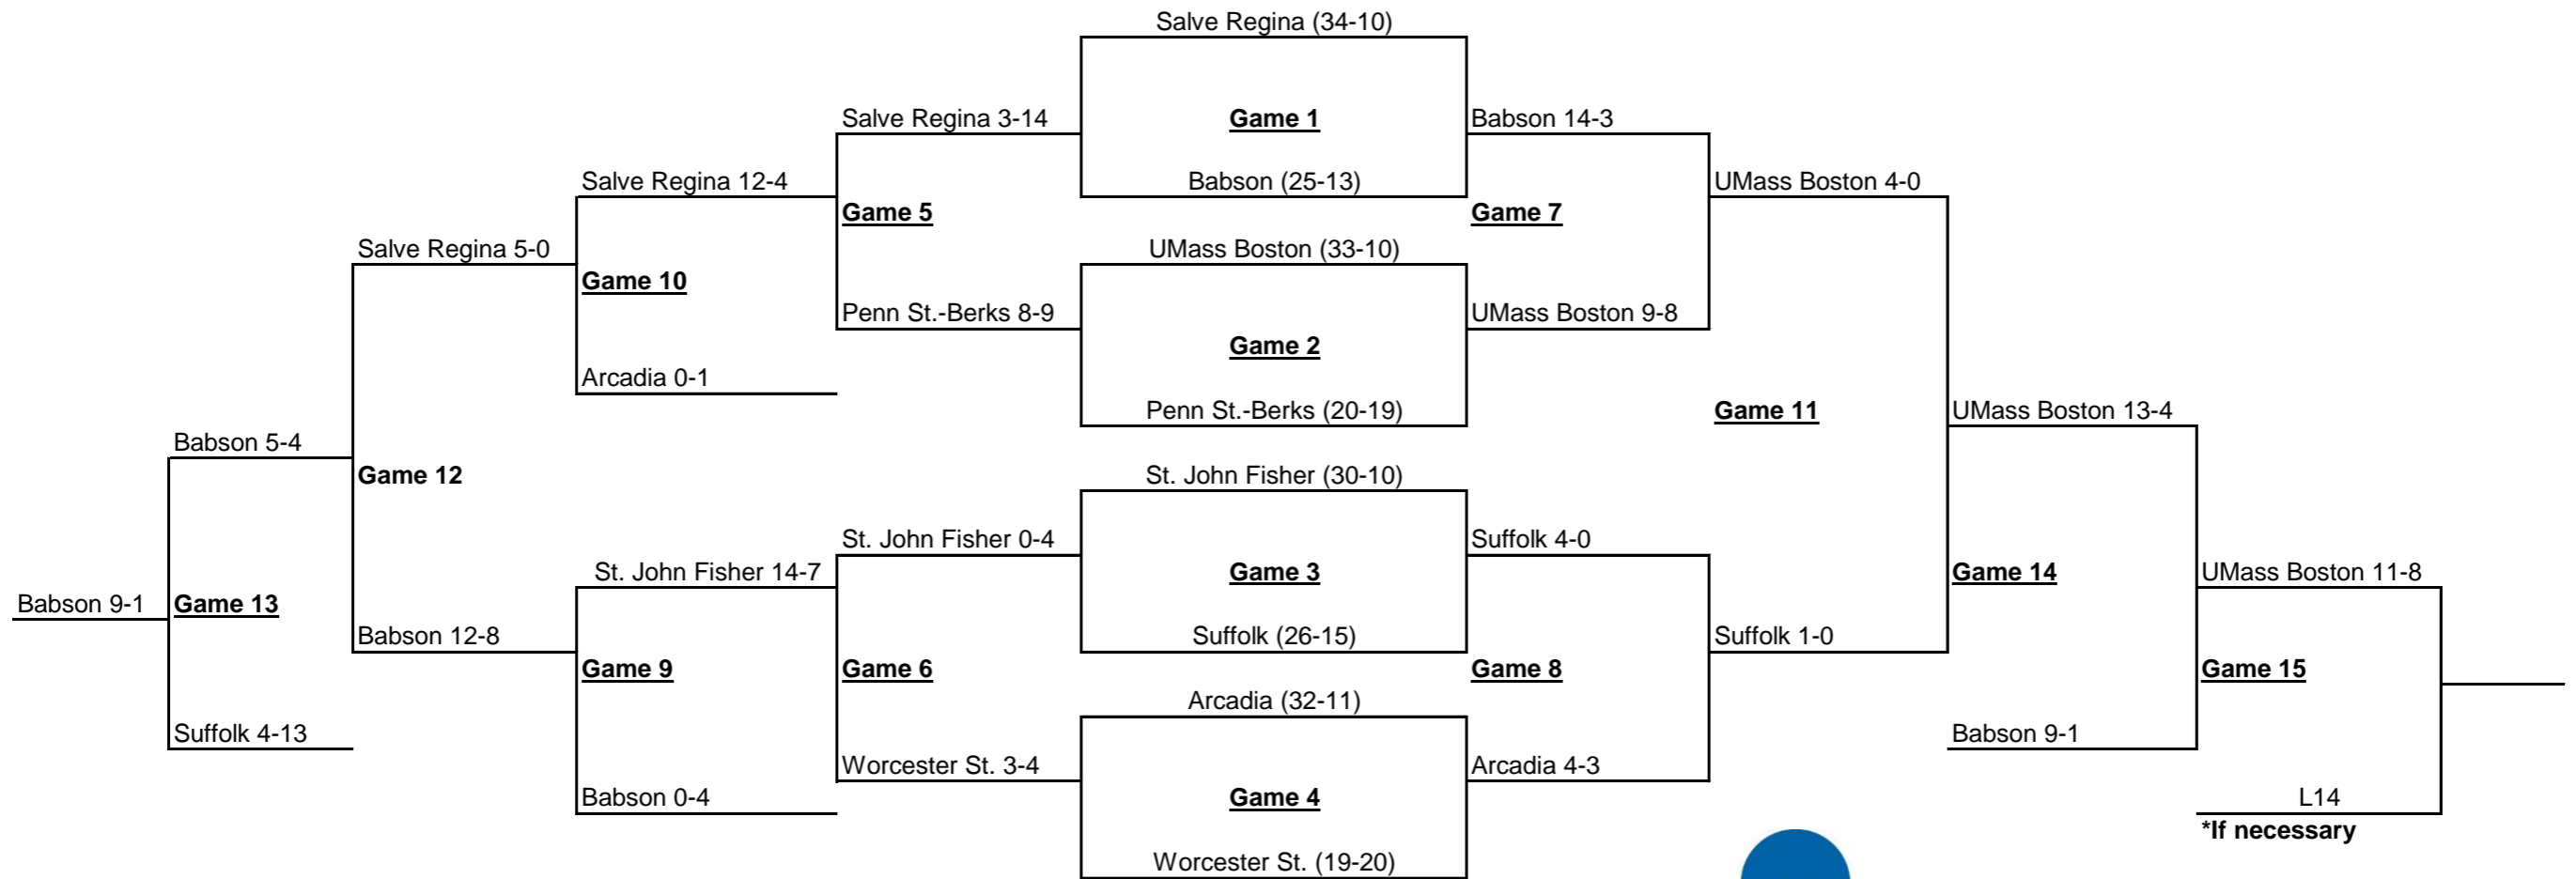 Salve Regina (34-10)
Salve Regina 3-14
Game 1
Babson 14-3
Salve Regina 12-4
Babson (25-13)
UMass Boston 4-0
Game 5
Game 7
Salve Regina 5-0
UMass Boston (33-10)
Game 10
Penn St.-Berks 8-9
UMass Boston 9-8
Game 2
Arcadia 0-1
Penn St.-Berks (20-19)
Game 11
UMass Boston 13-4
Babson 5-4
Game 12
St. John Fisher (30-10)
St. John Fisher 0-4
Suffolk 4-0
St. John Fisher 14-7
Game 3
Game 14
UMass Boston 11-8
Babson 9-1
Game 13
Babson 12-8
Suffolk (26-15)
Suffolk 1-0
Game 9
Game 6
Game 8
Game 15
Arcadia (32-11)
Suffolk 4-13
Babson 9-1
Worcester St. 3-4
Arcadia 4-3
Babson 0-4
Game 4
L14
*If necessary
Worcester St. (19-20)